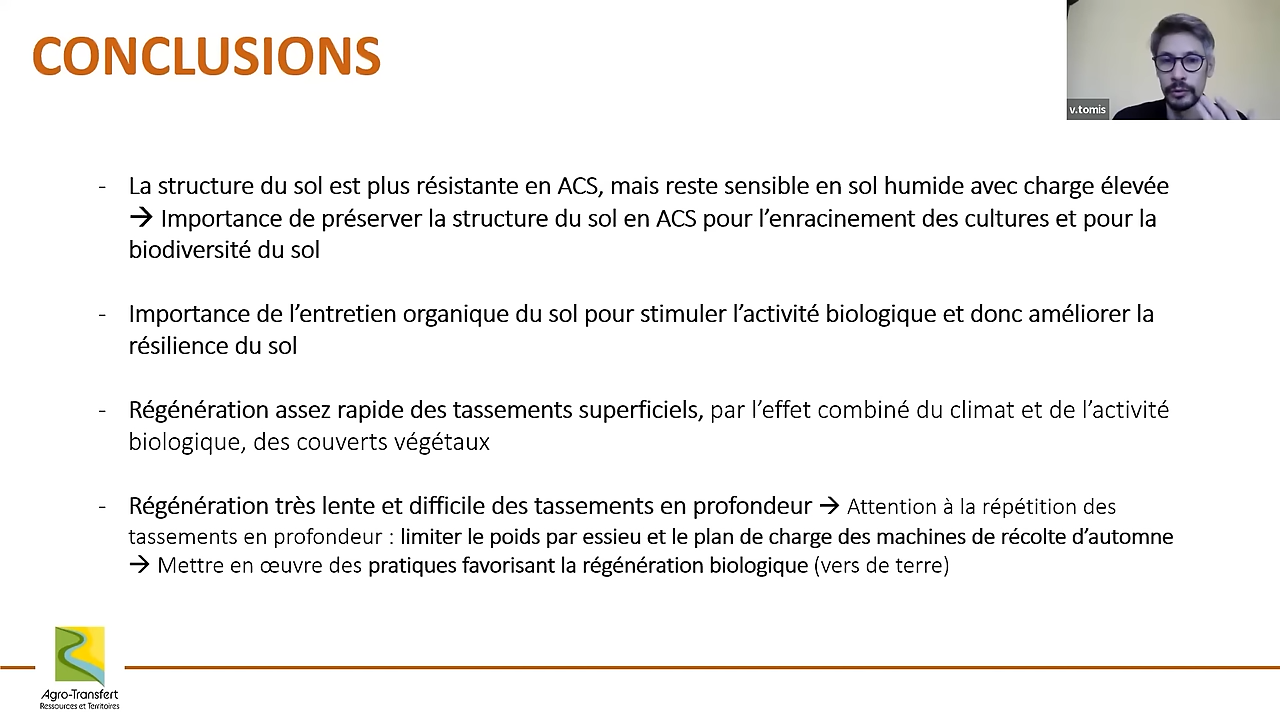 CONCLUSIONS
v.tomis
- La structure du sol est plus résistante en ACS, mais reste sensible en sol humide avec charge élevée
→ Importance de préserver la structure du sol en ACS pour l’enracinement des cultures et pour la
biodiversité du sol
- Importance de l’entretien organique du sol pour stimuler l’activité biologique et donc améliorer la
résilience du sol
- Régénération assez rapide des tassements superficiels, par l’effet combiné du climat et de l’activité
biologique, des couverts végétaux
- Régénération très lente et difficile des tassements en profondeur → Attention à la répétition des
tassements en profondeur : limiter le poids par essieu et le plan de charge des machines de récolte d’automne
→ Mettre en œuvre des pratiques favorisant la régénération biologique (vers de terre)
Agro-Transfert
Ressources et Territoires